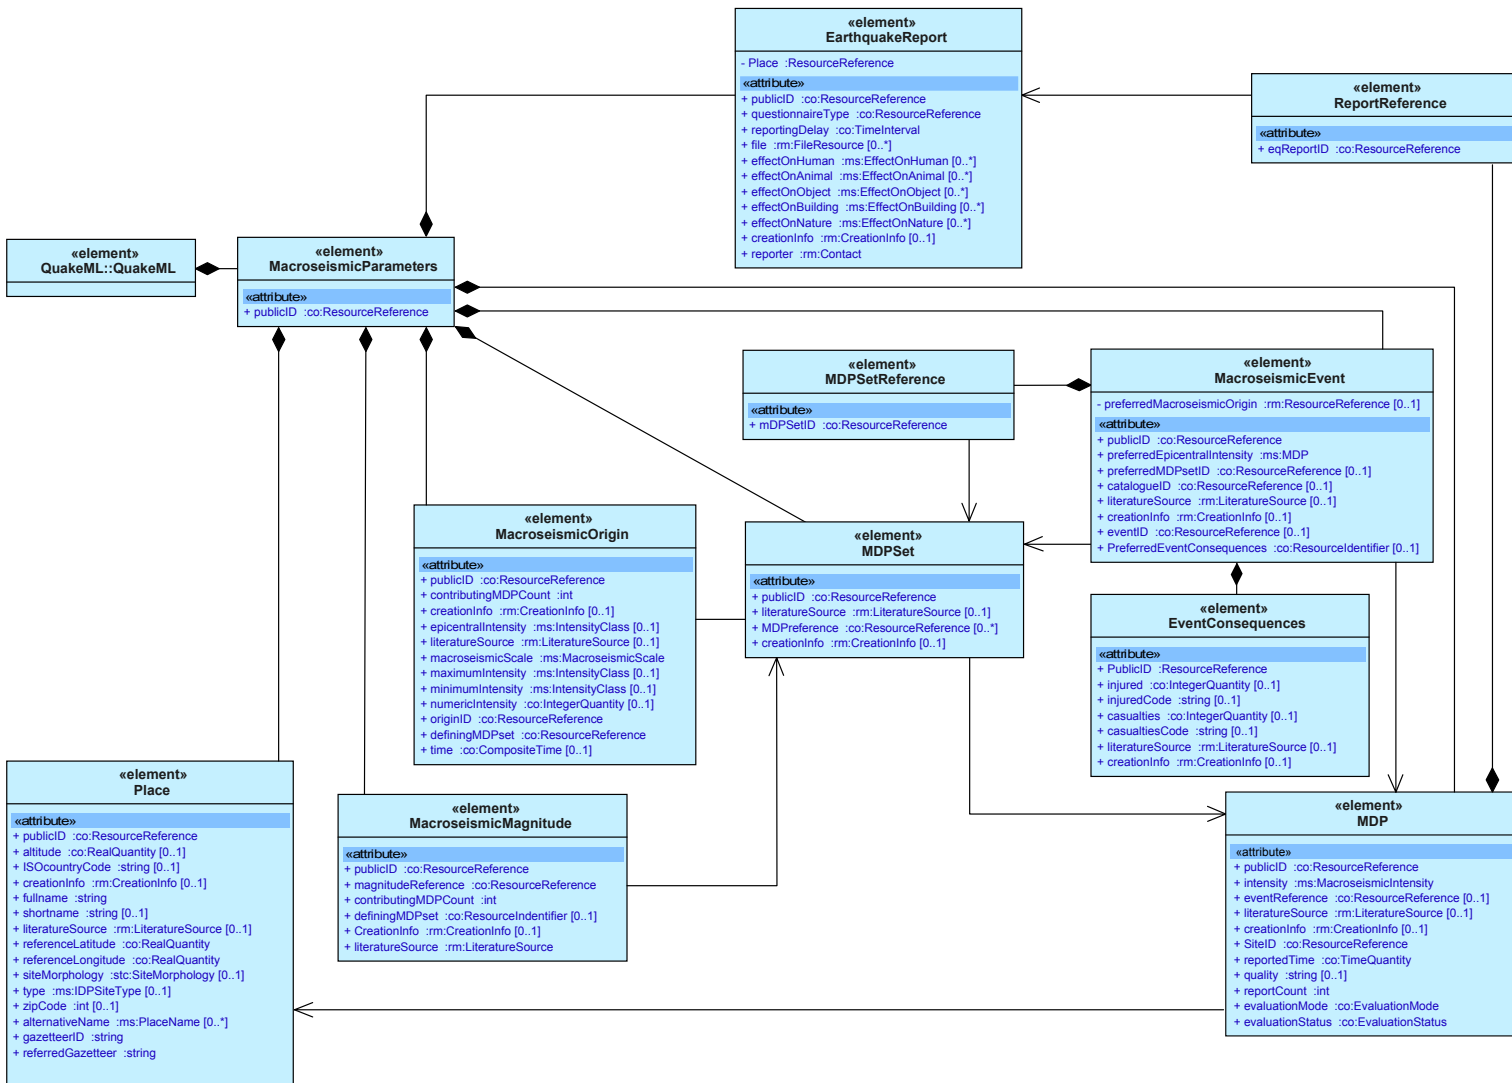 «element»
EarthquakeReport
- Place :ResourceReference
«attribute»
+ publicID :co:ResourceReference
+ questionnaireType :co:ResourceReference
+ reportingDelay :co:TimeInterval
+ file :rm:FileResource [0..*]
+ effectOnHuman :ms:EffectOnHuman [0..*]
+ effectOnAnimal :ms:EffectOnAnimal [0..*]
+ effectOnObject :ms:EffectOnObject [0..*]
+ effectOnBuilding :ms:EffectOnBuilding [0..*]
+ effectOnNature :ms:EffectOnNature [0..*]
+ creationInfo :rm:CreationInfo [0..1]
+ reporter :rm:Contact
«element»
ReportReference
«attribute»
+ eqReportID :co:ResourceReference
«element»
QuakeML::QuakeML
«element»
MacroseismicParameters
«attribute»
+ publicID :co:ResourceReference
«element»
MDPSetReference
«attribute»
+ mDPSetID :co:ResourceReference
«element»
MacroseismicEvent
- preferredMacroseismicOrigin :rm:ResourceReference [0..1]
«attribute»
+ publicID :co:ResourceReference
+ preferredEpicentralIntensity :ms:MDP
+ preferredMDPsetID :co:ResourceReference [0..1]
+ catalogueID :co:ResourceReference [0..1]
+ literatureSource :rm:LiteratureSource [0..1]
+ creationInfo :rm:CreationInfo [0..1]
+ eventID :co:ResourceReference [0..1]
+ PreferredEventConsequences :co:ResourceIdentifier [0..1]
«element»
MacroseismicOrigin
«attribute»
+ publicID :co:ResourceReference
+ contributingMDPCount :int
+ creationInfo :rm:CreationInfo [0..1]
+ epicentralIntensity :ms:IntensityClass [0..1]
+ literatureSource :rm:LiteratureSource [0..1]
+ macroseismicScale :ms:MacroseismicScale
+ maximumIntensity :ms:IntensityClass [0..1]
+ minimumIntensity :ms:IntensityClass [0..1]
+ numericIntensity :co:IntegerQuantity [0..1]
+ originID :co:ResourceReference
+ definingMDPset :co:ResourceReference
+ time :co:CompositeTime [0..1]
«element»
MDPSet
«attribute»
+ publicID :co:ResourceReference
+ literatureSource :rm:LiteratureSource [0..1]
+ MDPreference :co:ResourceReference [0..*]
+ creationInfo :rm:CreationInfo [0..1]
«element»
EventConsequences
«attribute»
+ PublicID :ResourceReference
+ injured :co:IntegerQuantity [0..1]
+ injuredCode :string [0..1]
+ casualties :co:IntegerQuantity [0..1]
+ casualtiesCode :string [0..1]
+ literatureSource :rm:LiteratureSource [0..1]
+ creationInfo :rm:CreationInfo [0..1]
«element»
Place
«attribute»
+ publicID :co:ResourceReference
+ altitude :co:RealQuantity [0..1]
+ ISOcountryCode :string [0..1]
+ creationInfo :rm:CreationInfo [0..1]
+ fullname :string
+ shortname :string [0..1]
+ literatureSource :rm:LiteratureSource [0..1]
+ referenceLatitude :co:RealQuantity
+ referenceLongitude :co:RealQuantity
+ siteMorphology :stc:SiteMorphology [0..1]
+ type :ms:IDPSiteType [0..1]
+ zipCode :int [0..1]
+ alternativeName :ms:PlaceName [0..*]
+ gazetteerID :string
+ referredGazetteer :string
«element»
MacroseismicMagnitude
«attribute»
+ publicID :co:ResourceReference
+ magnitudeReference :co:ResourceReference
+ contributingMDPCount :int
+ definingMDPset :co:ResourceIndentifier [0..1]
+ CreationInfo :rm:CreationInfo [0..1]
+ literatureSource :rm:LiteratureSource
«element»
MDP
«attribute»
+ publicID :co:ResourceReference
+ intensity :ms:MacroseismicIntensity
+ eventReference :co:ResourceReference [0..1]
+ literatureSource :rm:LiteratureSource [0..1]
+ creationInfo :rm:CreationInfo [0..1]
+ SiteID :co:ResourceReference
+ reportedTime :co:TimeQuantity
+ quality :string [0..1]
+ reportCount :int
+ evaluationMode :co:EvaluationMode
+ evaluationStatus :co:EvaluationStatus